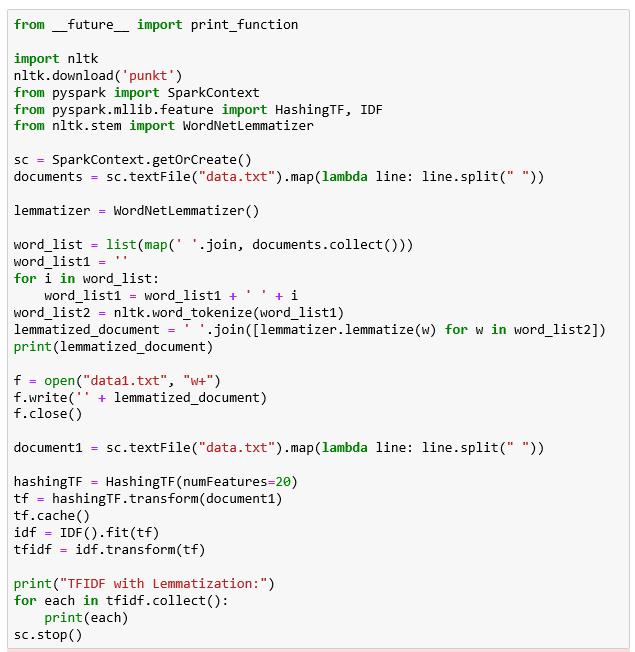 from __future__ import print_function
import nltk
nltk.download('punkt')
from pyspark import SparkContext
from pyspark.mllib.feature import HashingTF, IDF
from nltk.stem import WordNetLemmatizer
sc = SparkContext.getOrCreate()
documents = sc.textFile("data.txt").map(lambda line: line.split(" "))
lemmatizer = WordNetLemmatizer()
word_list = list(map(' '.join, documents.collect()))
word_list1 = ''
for i in word_list:
    word_list1 = word_list1 + ' ' + i
word_list2 = nltk.word_tokenize(word_list1)
lemmatized_document = ' '.join([lemmatizer.lemmatize(w) for w in word_list2])
print(lemmatized_document)
f = open("data1.txt", "w+")
f.write('' + lemmatized_document)
f.close()
document1 = sc.textFile("data.txt").map(lambda line: line.split(" "))
hashingTF = HashingTF(numFeatures=20)
tf = hashingTF.transform(document1)
tf.cache()
idf = IDF().fit(tf)
tfidf = idf.transform(tf)
print("TFIDF with Lemmatization:")
for each in tfidf.collect():
    print(each)
sc.stop()